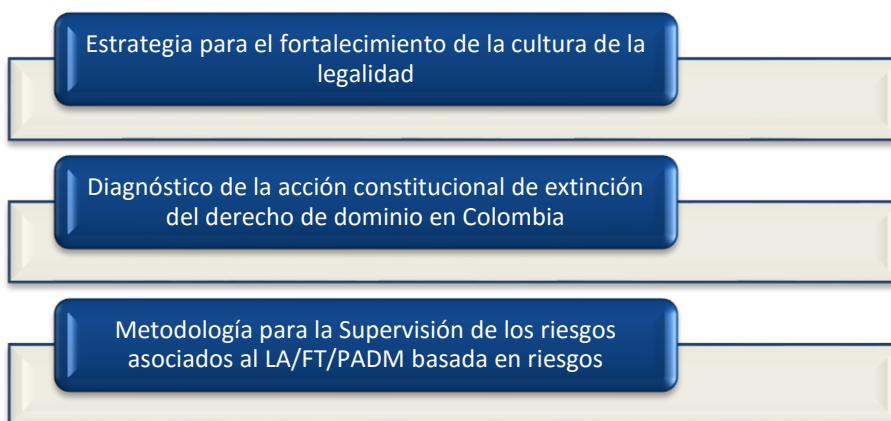 Estrategia para el fortalecimiento de la cultura de la
legalidad
Diagnóstico de la acción constitucional de extinción
del derecho de dominio en Colombia
Metodología para la Supervisión de los riesgos
asociados al LA/FT/PADM basada en riesgos